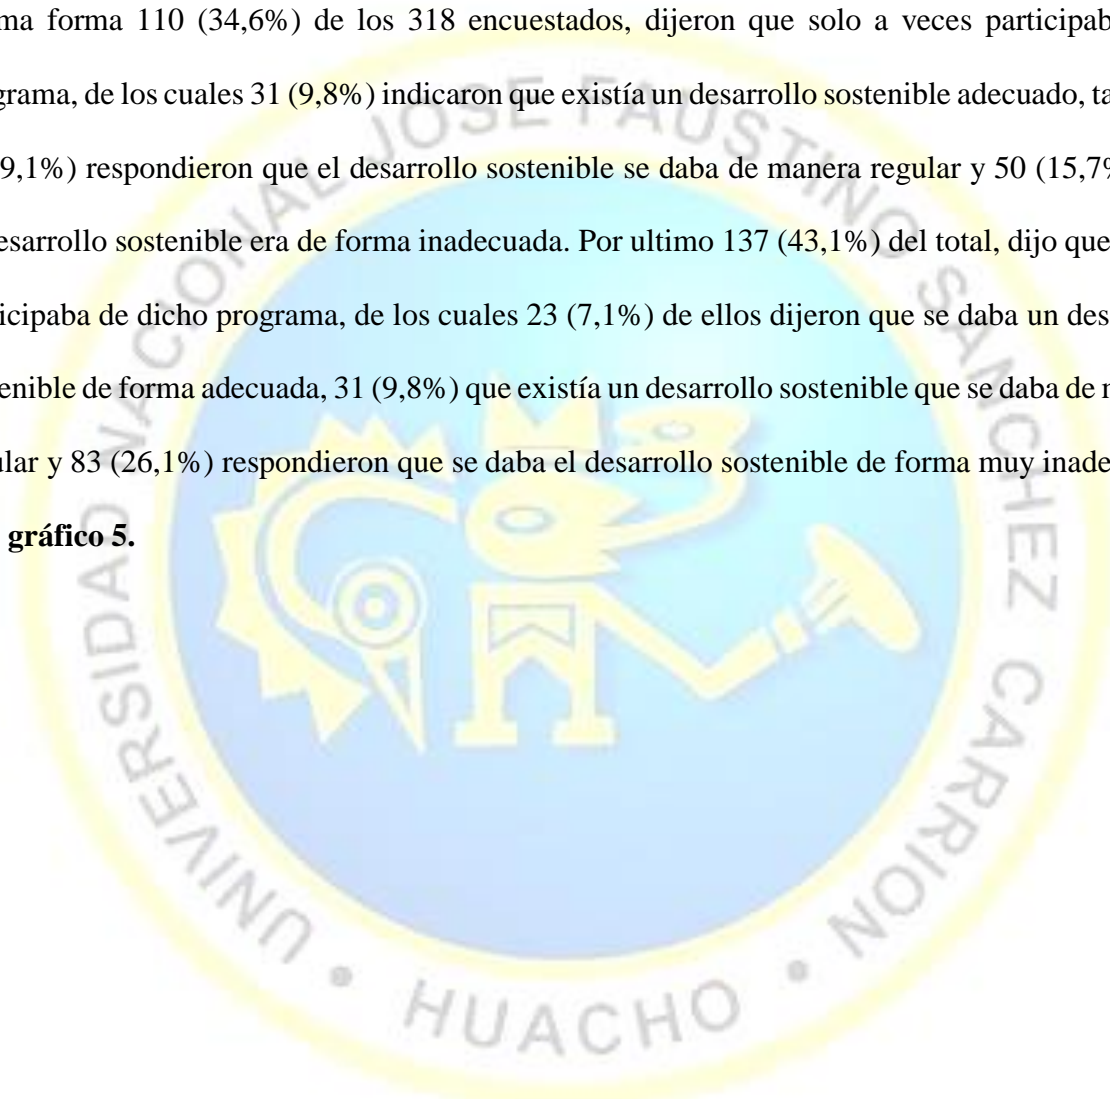 ma forma 110 (34,6%) de los 318 encuestados, dijeron que solo a veces participab
grama, de los cuales 31 (9,8%) indicaron que existía un desarrollo sostenible adecuado, ta
9,1%) respondieron que el desarrollo sostenible se daba de manera regular y 50 (15,7%
esarrollo sostenible era de forma inadecuada. Por ultimo 137 (43,1%) del total, dijo que
icipaba de dicho programa, de los cuales 23 (7,1%) de ellos dijeron que se daba un des
enible de forma adecuada, 31 (9,8%) que existía un desarrollo sostenible que se daba de m
ular y 83 (26,1%) respondieron que se daba el desarrollo sostenible de forma muy inade
gráfico 5.
UNIVERSIDAD NACIONAL JOSE FAUSTINO SANCHEZ CARRION • HUACHO •